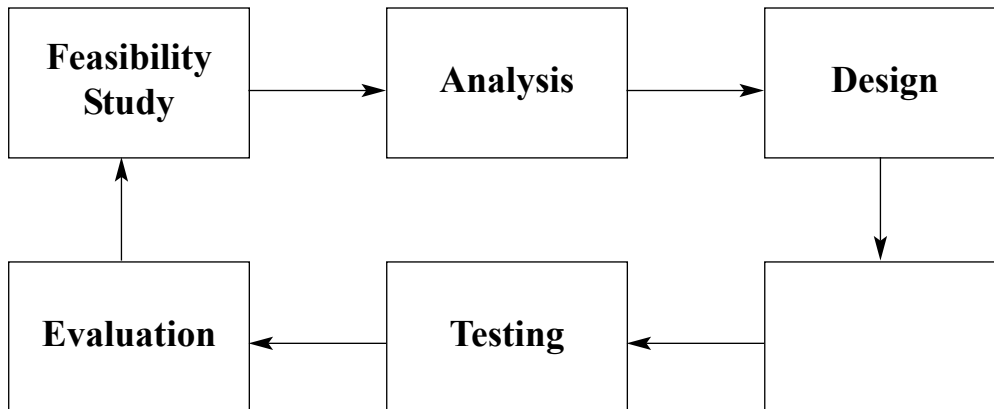 Feasibility
Study
Analysis
Design
Evaluation
Testing